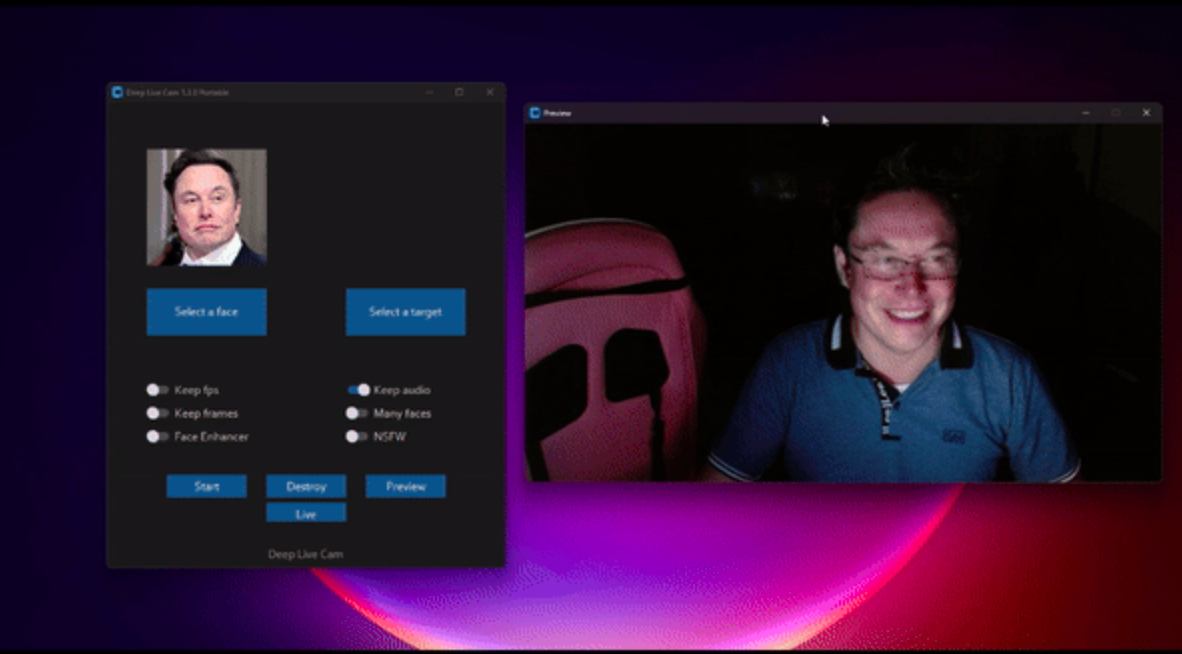 Deep Live Cam 1.3.0 Portable
Select a face
Select a target
Keep fps
Keep audio
Keep frames
Many faces
Face Enhancer
NSFW
Start
Destroy
Preview
Live
Deep Live Cam
Preview